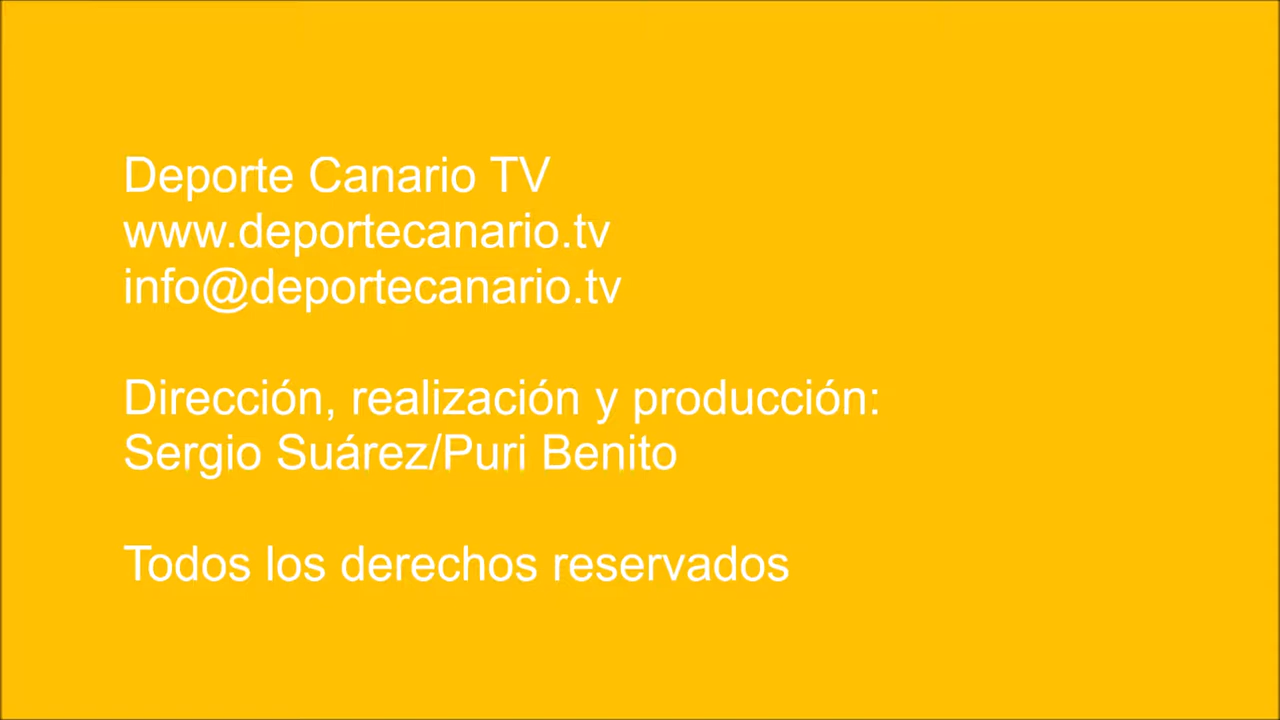 Deporte Canario TV
www.deportecanario.tv
info@deportecanario.tv
Dirección, realización y producción:
Sergio Suárez/Puri Benito
Todos los derechos reservados